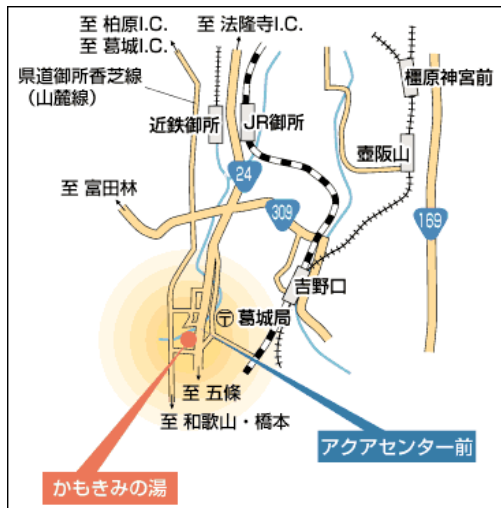 至 柏原I.C.
至 葛城I.C.
至 法隆寺I.C.
県道御所香芝線
（山麓線）
近鉄御所
JR御所
橿原神宮前
壺阪山
24
至 富田林
309
169
吉野口
〒 葛城局
至 五條
至 和歌山・橋本
アクアセンター前
かもきみの湯